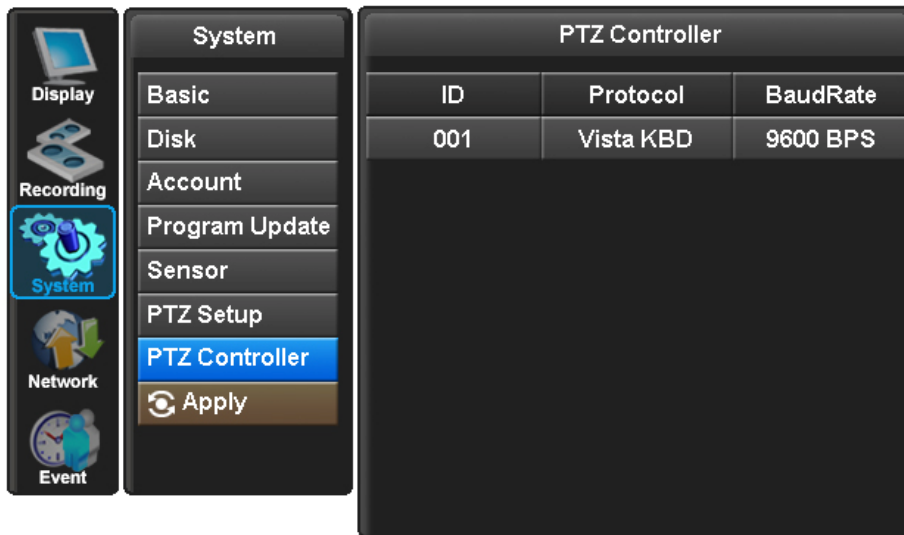 Display
Recording
System
Network
Event
System
Basic
Disk
Account
Program Update
Sensor
PTZ Setup
PTZ Controller
Apply
PTZ Controller
ID Protocol BaudRate
001 Vista KBD 9600 BPS